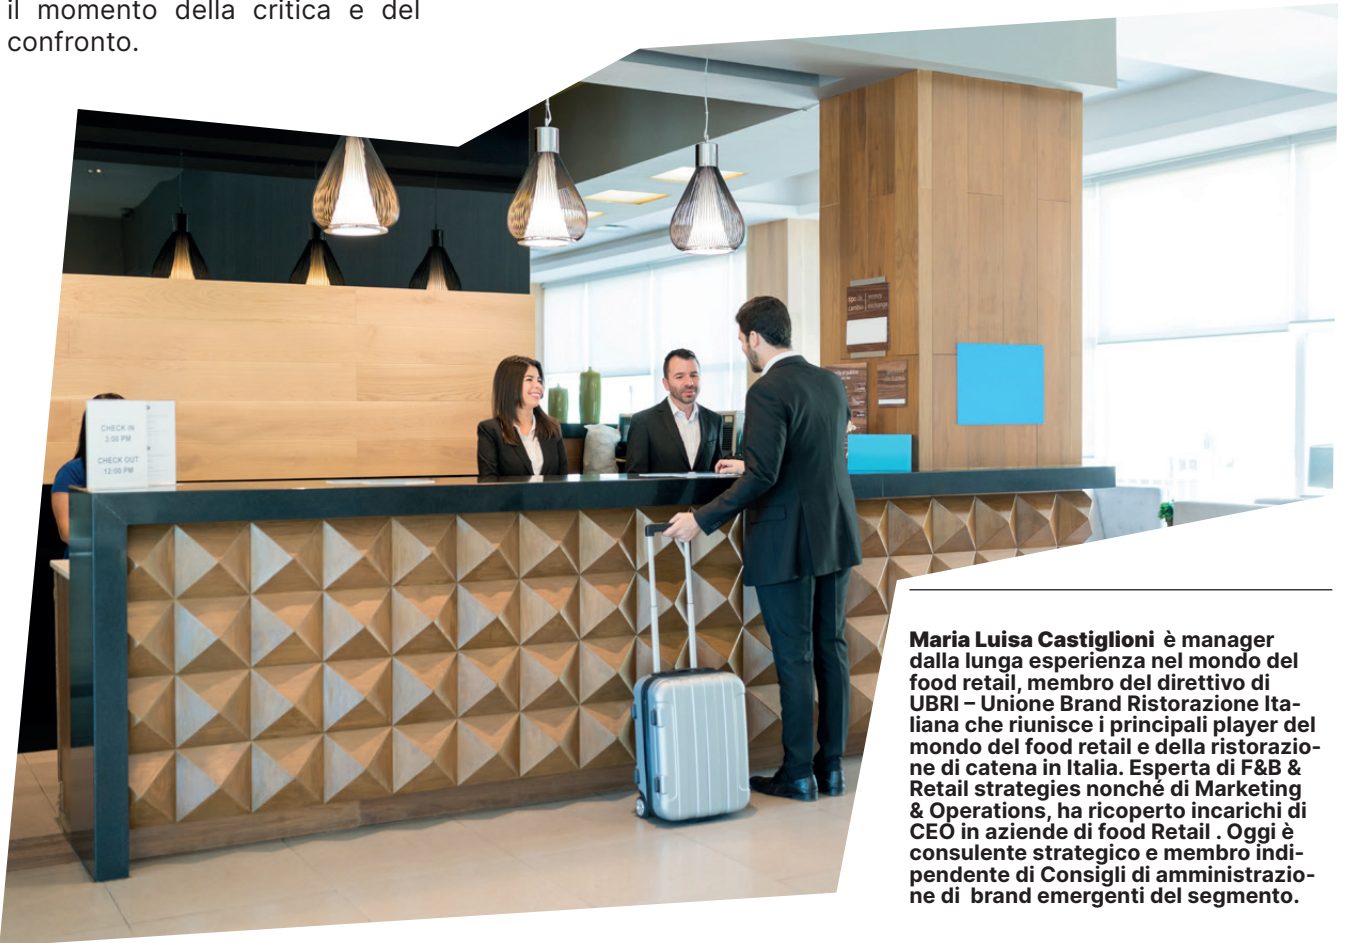 il momento della critica e del
confronto.
CHECK IN
3:00 PM
CHECK OUT
12:00 PM
money
cambio exchange
Maria Luisa Castiglioni è manager
dalla lunga esperienza nel mondo del
food retail, membro del direttivo di
UBRI – Unione Brand Ristorazione Ita-
liana che riunisce i principali player del
mondo del food retail e della ristorazio-
ne di catena in Italia. Esperta di F&B &
Retail strategies nonché di Marketing
& Operations, ha ricoperto incarichi di
CEO in aziende di food Retail . Oggi è
consulente strategico e membro indi-
pendente di Consigli di amministrazio-
ne di brand emergenti del segmento.